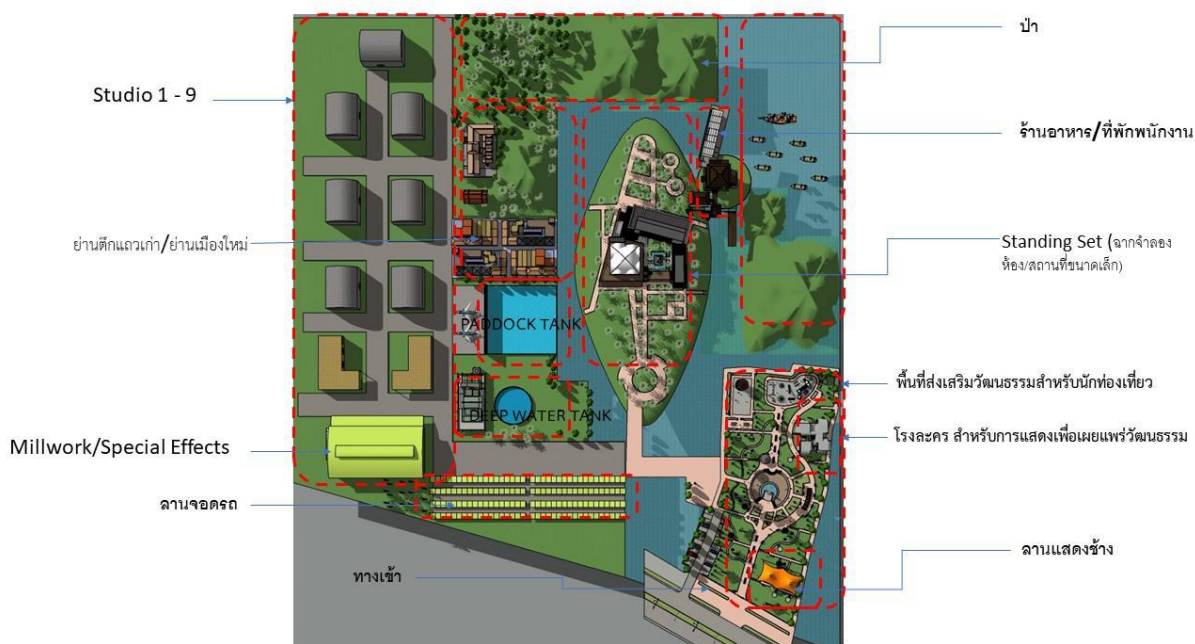 ป่า
Studio 1 - 9
ร้านอาหาร/ที่พักพนักงาน
ย่านตึกแถวเก่า/ย่านเมืองใหม่
Standing Set (ฉากจำลอง
ห้อง/สถานที่ขนาดเล็ก)
PADDOCK TANK
พื้นที่ส่งเสริมวัฒนธรรมสำหรับนักท่องเที่ยว
DEEP WATER TANK
โรงละคร สำหรับการแสดงเพื่อเผยแพร่วัฒนธรรม
Millwork/Special Effects
ลานจอดรถ
ลานแสดงช้าง
ทางเข้า